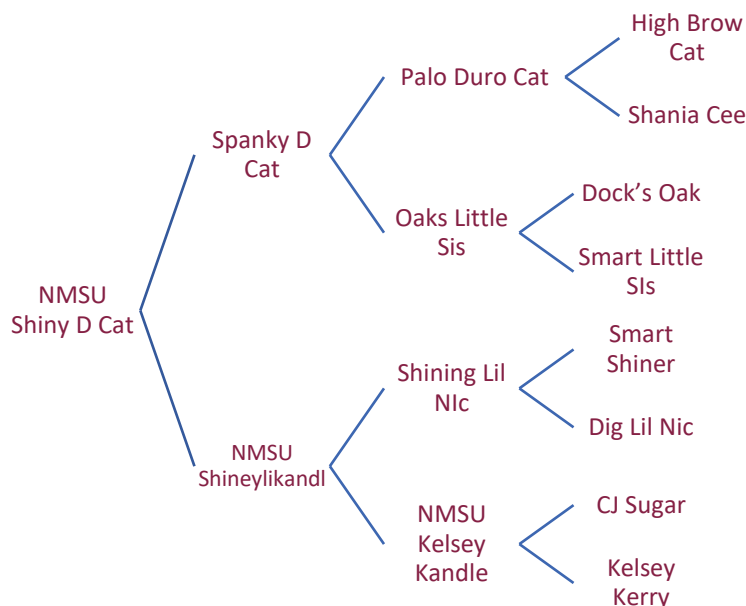 High Brow
Cat
Palo Duro Cat
Shania Cee
Spanky D
Cat
Oaks Little
Sis
Dock's Oak
Smart Little
SIs
NMSU
Shiny D Cat
Smart
Shiner
Shining Lil
NIc
Dig Lil Nic
NMSU
Shineylikandl
NMSU
Kelsey
Kandle
CJ Sugar
Kelsey
Kerry